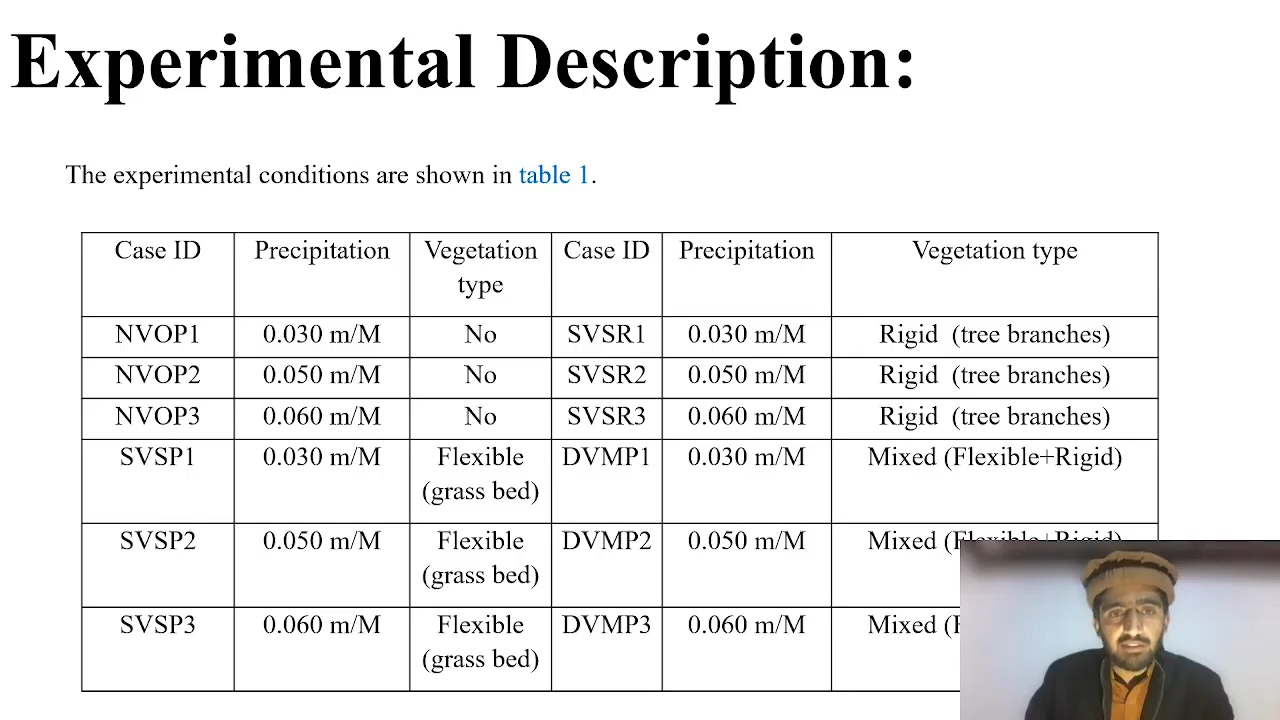 Experimental Description:
The experimental conditions are shown in table 1.
Case ID Precipitation Vegetation type Case ID Precipitation Vegetation type
NVOP1 0.030 m/M No SVSR1 0.030 m/M Rigid (tree branches)
NVOP2 0.050 m/M No SVSR2 0.050 m/M Rigid (tree branches)
NVOP3 0.060 m/M No SVSR3 0.060 m/M Rigid (tree branches)
SVSP1 0.030 m/M Flexible (grass bed) DVMP1 0.030 m/M Mixed (Flexible+Rigid)
SVSP2 0.050 m/M Flexible (grass bed) DVMP2 0.050 m/M Mixed (Flexible+Rigid)
SVSP3 0.060 m/M Flexible (grass bed) DVMP3 0.060 m/M Mixed